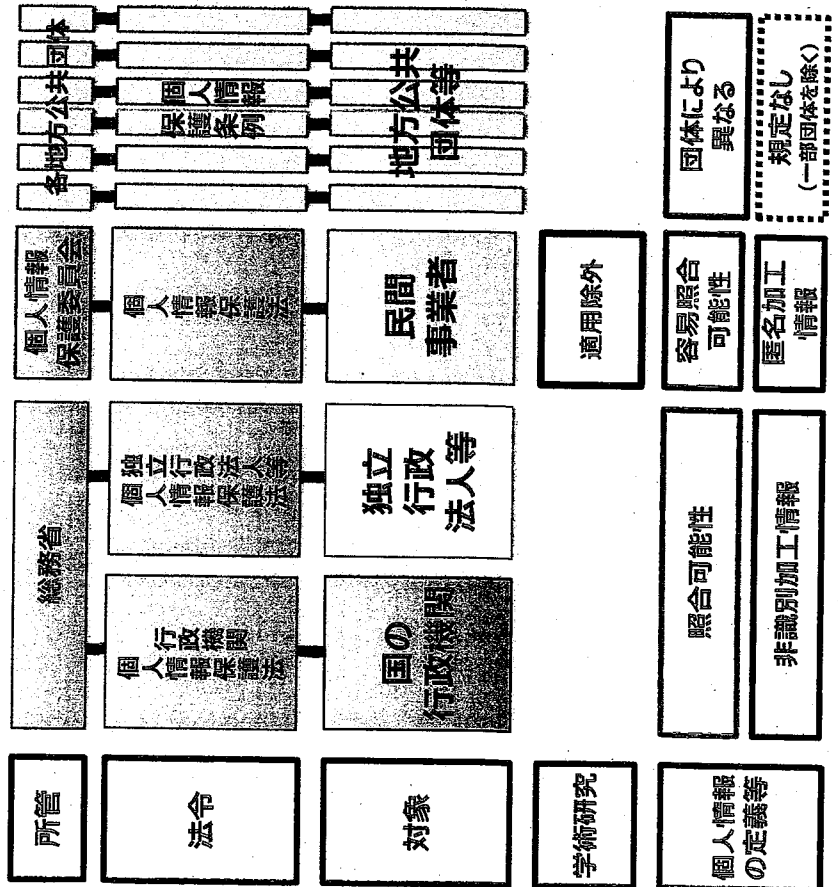 所管
総務省
個人情報
保護委員会
各地方公共団体
法令
行政機関
個人情報保護法
独立行政法人等
個人情報保護法
個人情報保護法
個人情報
保護条例
対象
国の
行政機関
独立
行政
法人等
民間
事業者
地方公共
団体等
学術研究
適用除外
個人情報
の定義等
照合可能性
容易照合
可能性
団体により
異なる
非識別加工情報
匿名加工
情報
規定なし
(一部団体を除く)